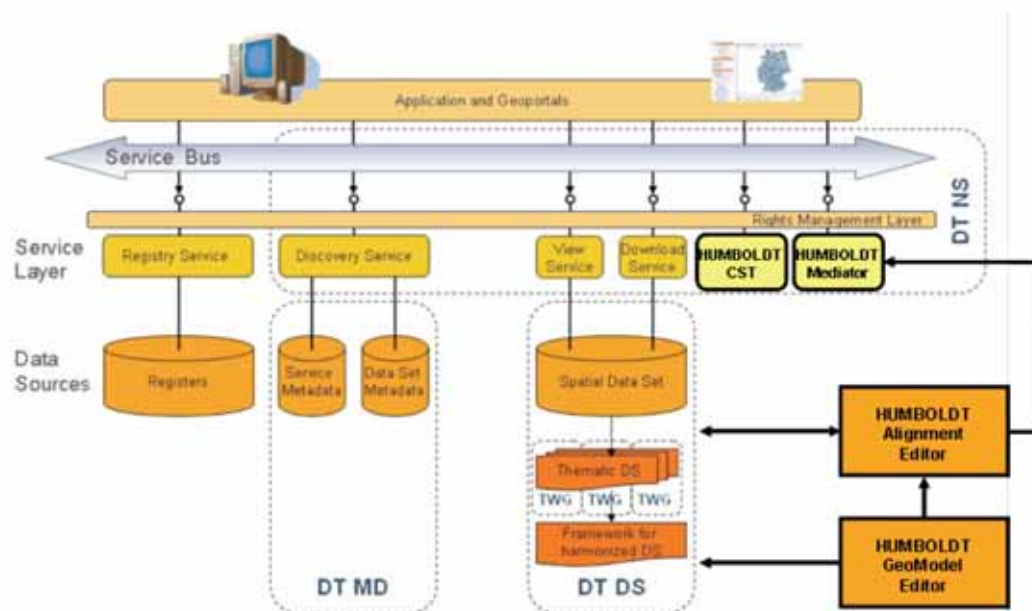 Application and Geoportals
Service Bus
DT NS
Rights Management Layer
Service
Layer
Registry Service
Discovery Service
View
Service
Download
Service
HUMBOLDT
CST
HUMBOLDT
Mediator
Data
Sources
Registers
Service
Metadata
Data Set
Metadata
Spatial Data Set
HUMBOLDT
Alignment
Editor
Thematic DS
TWG
TWG
TWG
Framework for
harmonized DS
HUMBOLDT
GeoModel
Editor
DT MD
DT DS